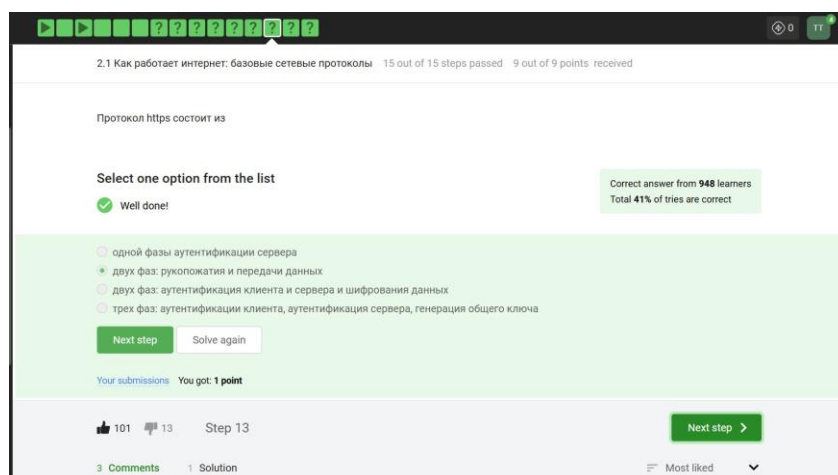 ? ? ? ? ? ? ? ? ?
0
TT
4
2.1 Как работает интернет: базовые сетевые протоколы 15 out of 15 steps passed 9 out of 9 points received
Протокол https состоит из
Select one option from the list
Well done!
Correct answer from 948 learners
Total 41% of tries are correct
одной фазы аутентификации сервера
двух фаз: рукопожатия и передачи данных
двух фаз: аутентификация клиента и сервера и шифрования данных
трех фаз: аутентификации клиента, аутентификация сервера, генерация общего ключа
Next step Solve again
Your submissions You got: 1 point
101 13 Step 13 Next step
3 Comments 1 Solution Most liked